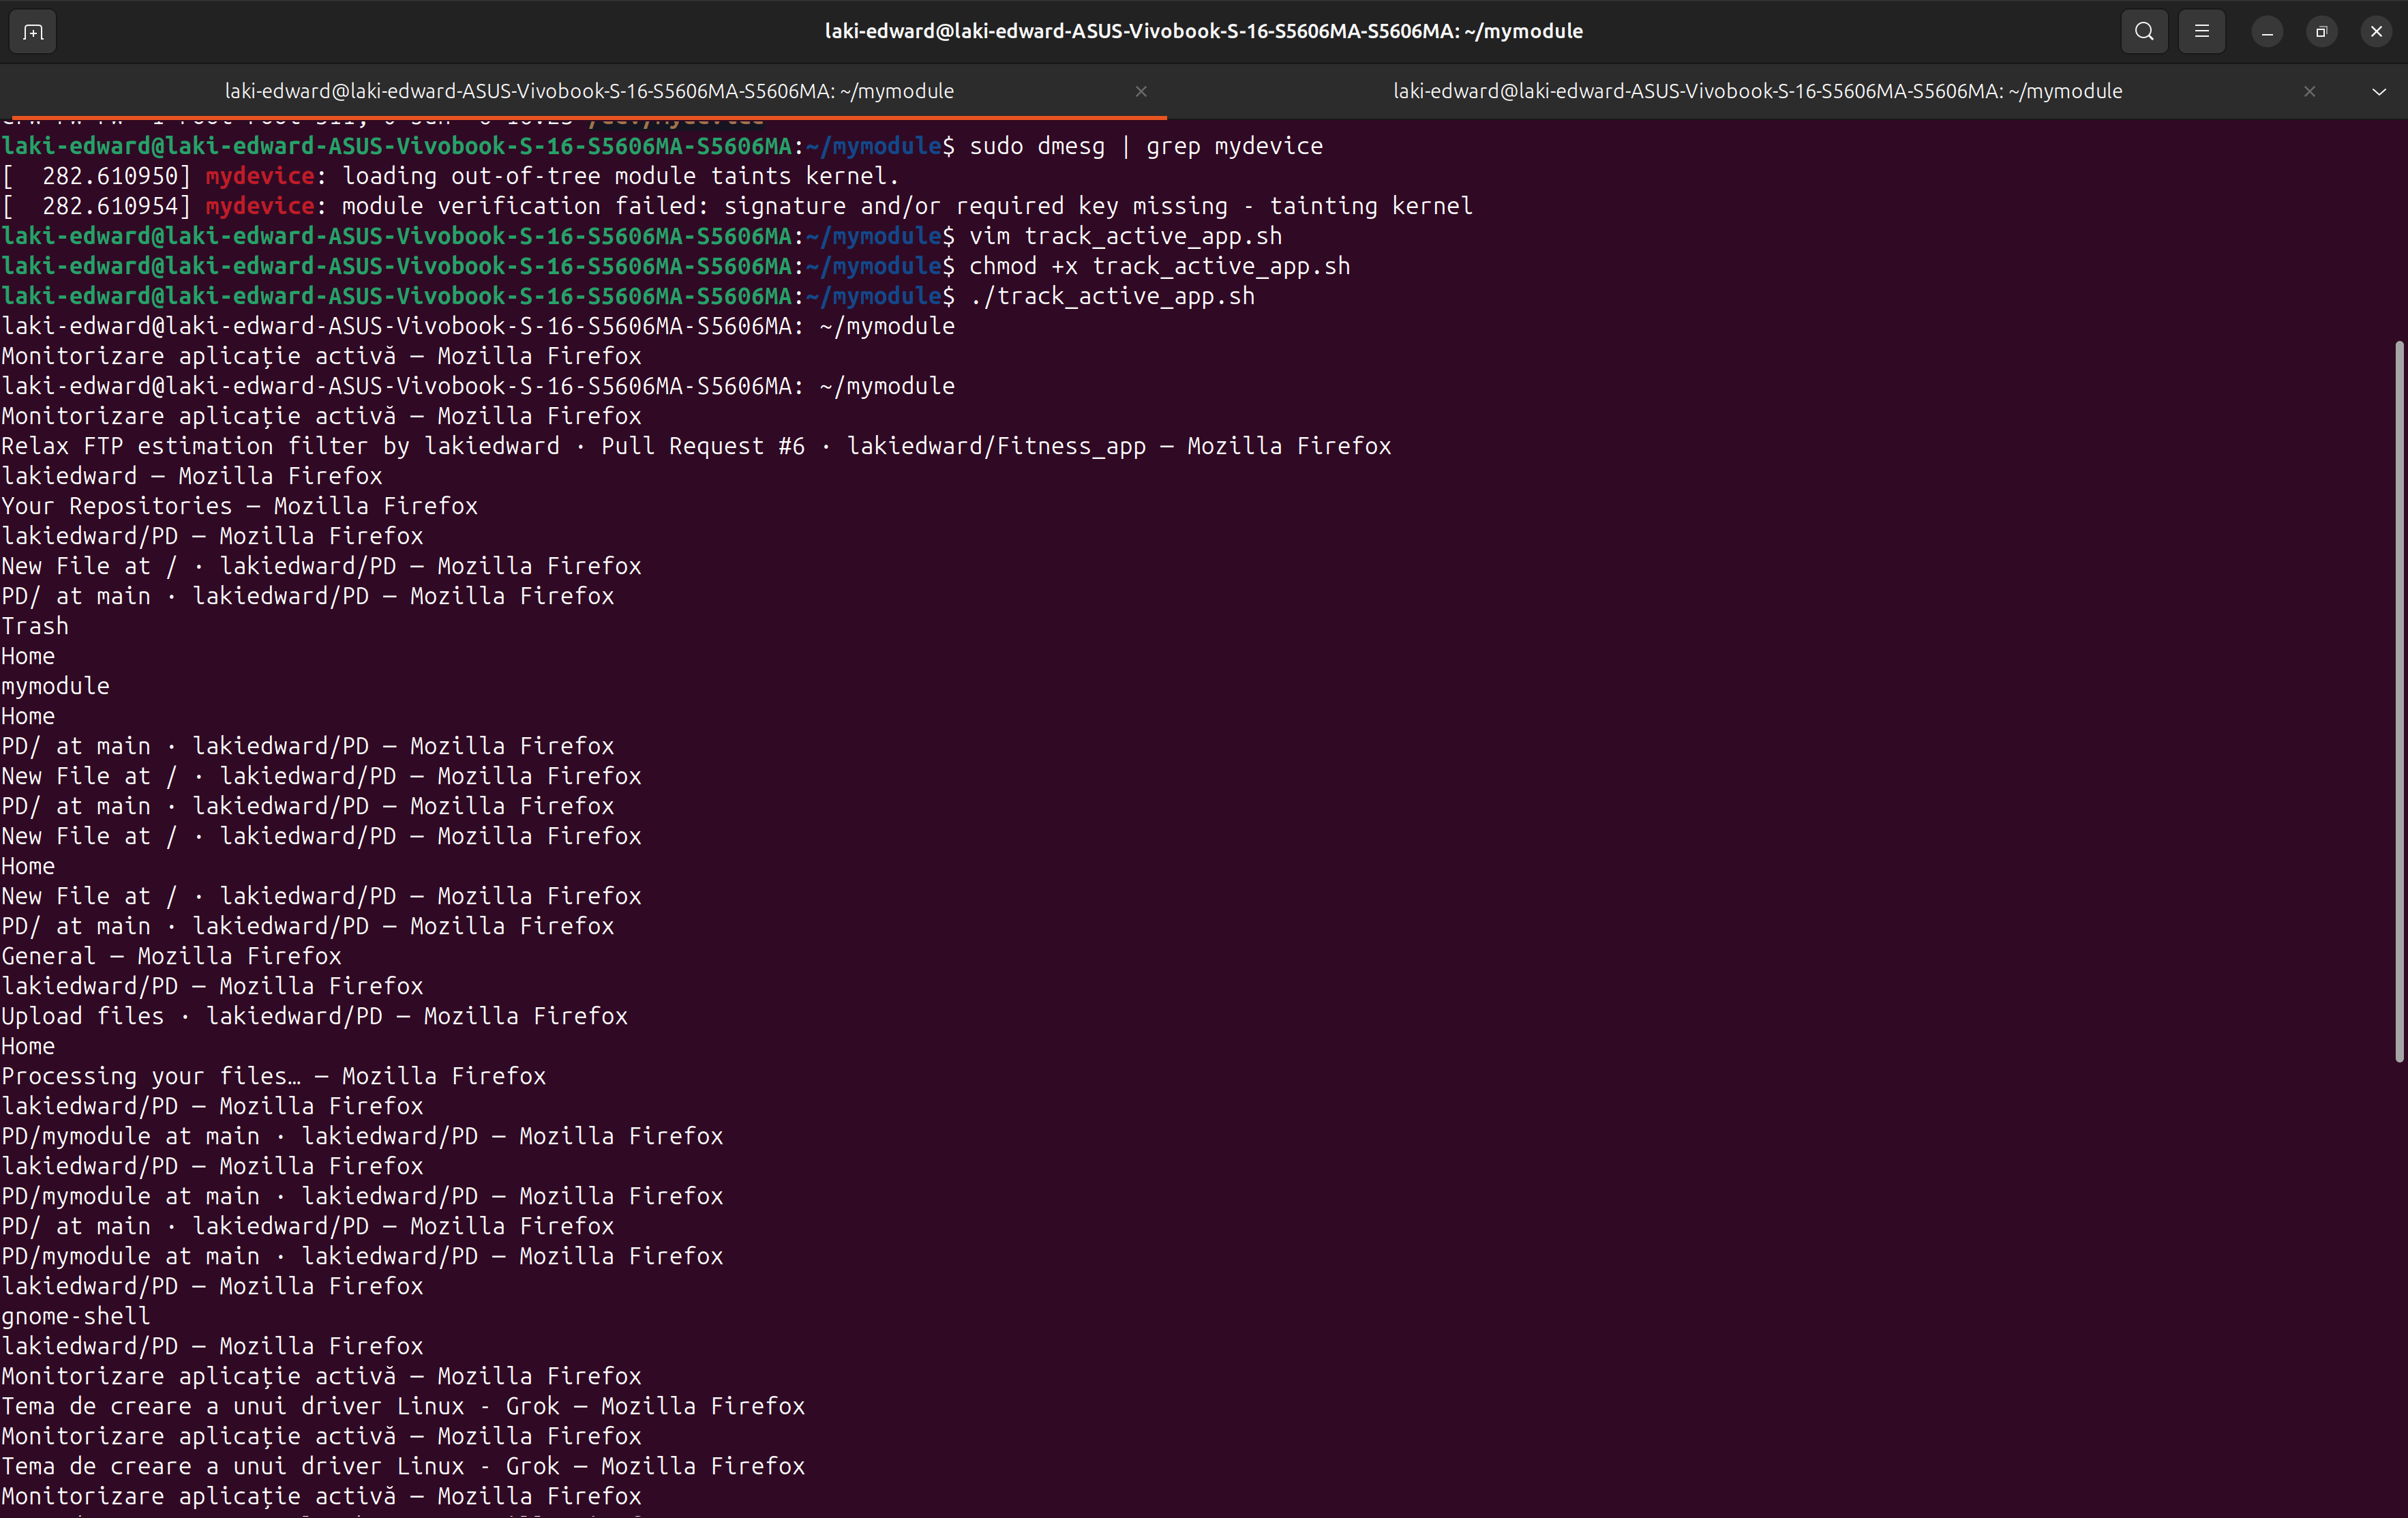 laki-edward@laki-edward-ASUS-Vivobook-S-16-S5606MA-S5606MA: ~/mymodule
laki-edward@laki-edward-ASUS-Vivobook-S-16-S5606MA-S5606MA: ~/mymodule
laki-edward@laki-edward-ASUS-Vivobook-S-16-S5606MA-S5606MA: ~/mymodule
laki-edward@laki-edward-ASUS-Vivobook-S-16-S5606MA-S5606MA:~/mymodule$ sudo dmesg | grep mydevice
[  282.610950] mydevice: loading out-of-tree module taints kernel.
[  282.610954] mydevice: module verification failed: signature and/or required key missing - tainting kernel
laki-edward@laki-edward-ASUS-Vivobook-S-16-S5606MA-S5606MA:~/mymodule$ vim track_active_app.sh
laki-edward@laki-edward-ASUS-Vivobook-S-16-S5606MA-S5606MA:~/mymodule$ chmod +x track_active_app.sh
laki-edward@laki-edward-ASUS-Vivobook-S-16-S5606MA-S5606MA:~/mymodule$ ./track_active_app.sh
laki-edward@laki-edward-ASUS-Vivobook-S-16-S5606MA-S5606MA: ~/mymodule
Monitorizare aplicație activă — Mozilla Firefox
laki-edward@laki-edward-ASUS-Vivobook-S-16-S5606MA-S5606MA: ~/mymodule
Monitorizare aplicație activă — Mozilla Firefox
Relax FTP estimation filter by lakiedward · Pull Request #6 · lakiedward/Fitness_app — Mozilla Firefox
lakiedward — Mozilla Firefox
Your Repositories — Mozilla Firefox
lakiedward/PD — Mozilla Firefox
New File at / · lakiedward/PD — Mozilla Firefox
PD/ at main · lakiedward/PD — Mozilla Firefox
Trash
Home
mymodule
Home
PD/ at main · lakiedward/PD — Mozilla Firefox
New File at / · lakiedward/PD — Mozilla Firefox
PD/ at main · lakiedward/PD — Mozilla Firefox
New File at / · lakiedward/PD — Mozilla Firefox
Home
New File at / · lakiedward/PD — Mozilla Firefox
PD/ at main · lakiedward/PD — Mozilla Firefox
General — Mozilla Firefox
lakiedward/PD — Mozilla Firefox
Upload files · lakiedward/PD — Mozilla Firefox
Home
Processing your files… — Mozilla Firefox
lakiedward/PD — Mozilla Firefox
PD/mymodule at main · lakiedward/PD — Mozilla Firefox
lakiedward/PD — Mozilla Firefox
PD/mymodule at main · lakiedward/PD — Mozilla Firefox
PD/ at main · lakiedward/PD — Mozilla Firefox
PD/mymodule at main · lakiedward/PD — Mozilla Firefox
lakiedward/PD — Mozilla Firefox
gnome-shell
lakiedward/PD — Mozilla Firefox
Monitorizare aplicație activă — Mozilla Firefox
Tema de creare a unui driver Linux - Grok — Mozilla Firefox
Monitorizare aplicație activă — Mozilla Firefox
Tema de creare a unui driver Linux - Grok — Mozilla Firefox
Monitorizare aplicație activă — Mozilla Firefox